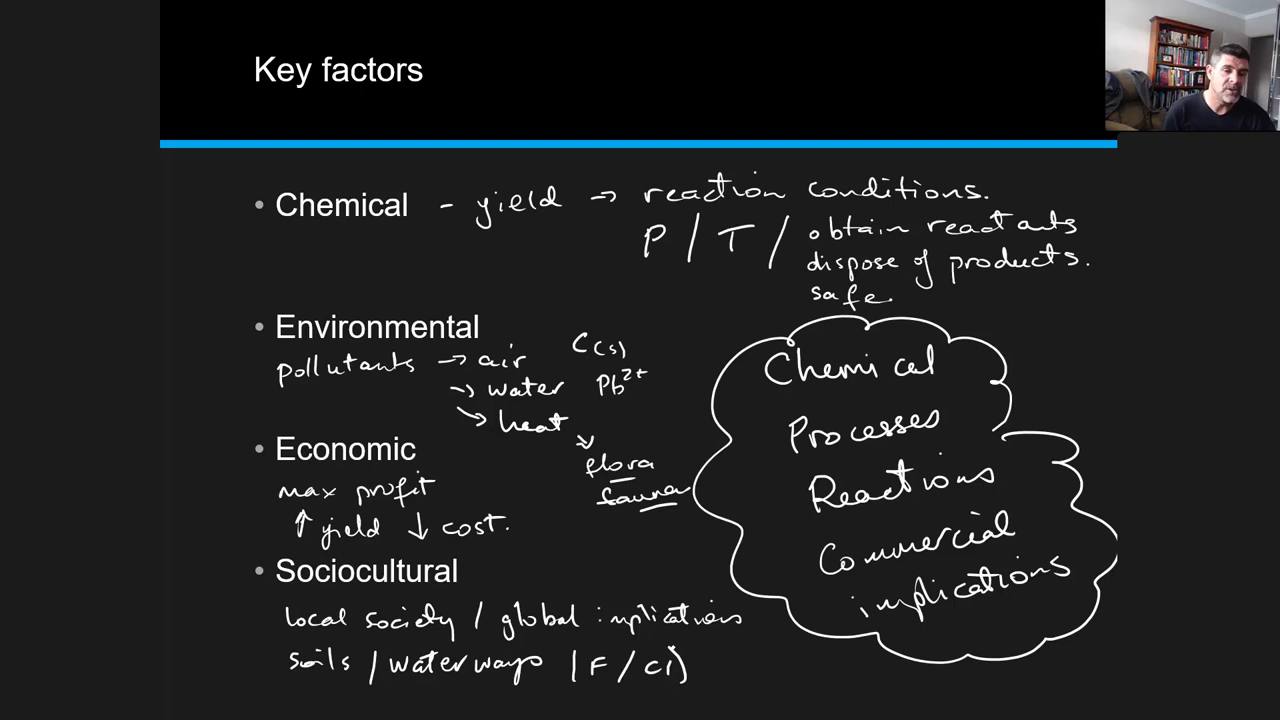 Key factors
• Chemical - yield → reaction conditions.
P / T / obtain reactants
dispose of products.
safe.
• Environmental
pollutants → air C(s)
→ water Pb2+
→ heat
→ flora
fauna
• Economic
max profit
↑ yield ↓ cost.
• Sociocultural
local society / global implications
soils / waterways
Chemical
Processes
Reactions
Commercial
implications